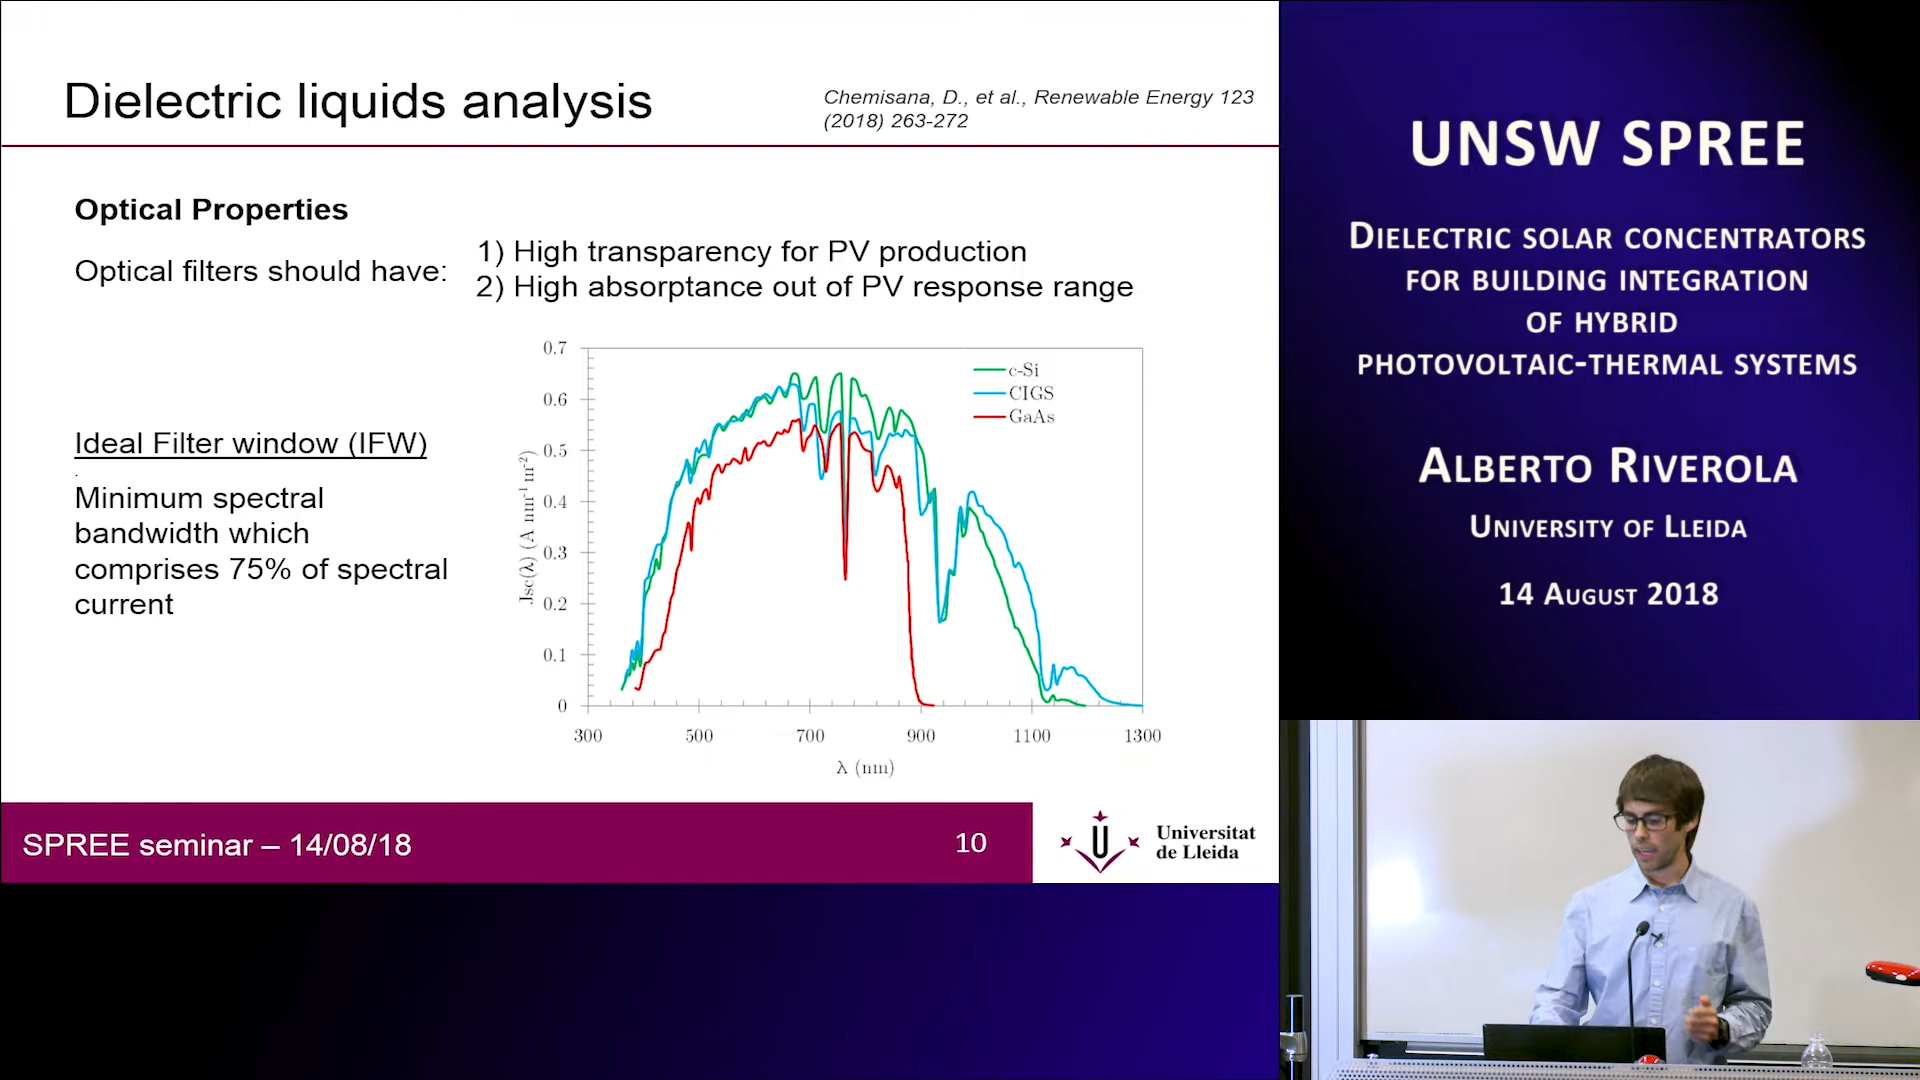 Dielectric liquids analysis
Chemisana, D., et al., Renewable Energy 123
(2018) 263-272
Optical Properties
Optical filters should have:
1) High transparency for PV production
2) High absorptance out of PV response range
Ideal Filter window (IFW)
Minimum spectral
bandwidth which
comprises 75% of spectral
current
Jsc(λ) (A nm⁻¹ m⁻²)
0.7
0.6
0.5
0.4
0.3
0.2
0.1
0
c-Si
CIGS
GaAs
300 500 700 900 1100 1300
λ (nm)
SPREE seminar – 14/08/18
10
Universitat
de Lleida
UNSW SPREE
Dielectric solar concentrators
for building integration
of hybrid
photovoltaic-thermal systems
Alberto Riverola
University of Lleida
14 August 2018